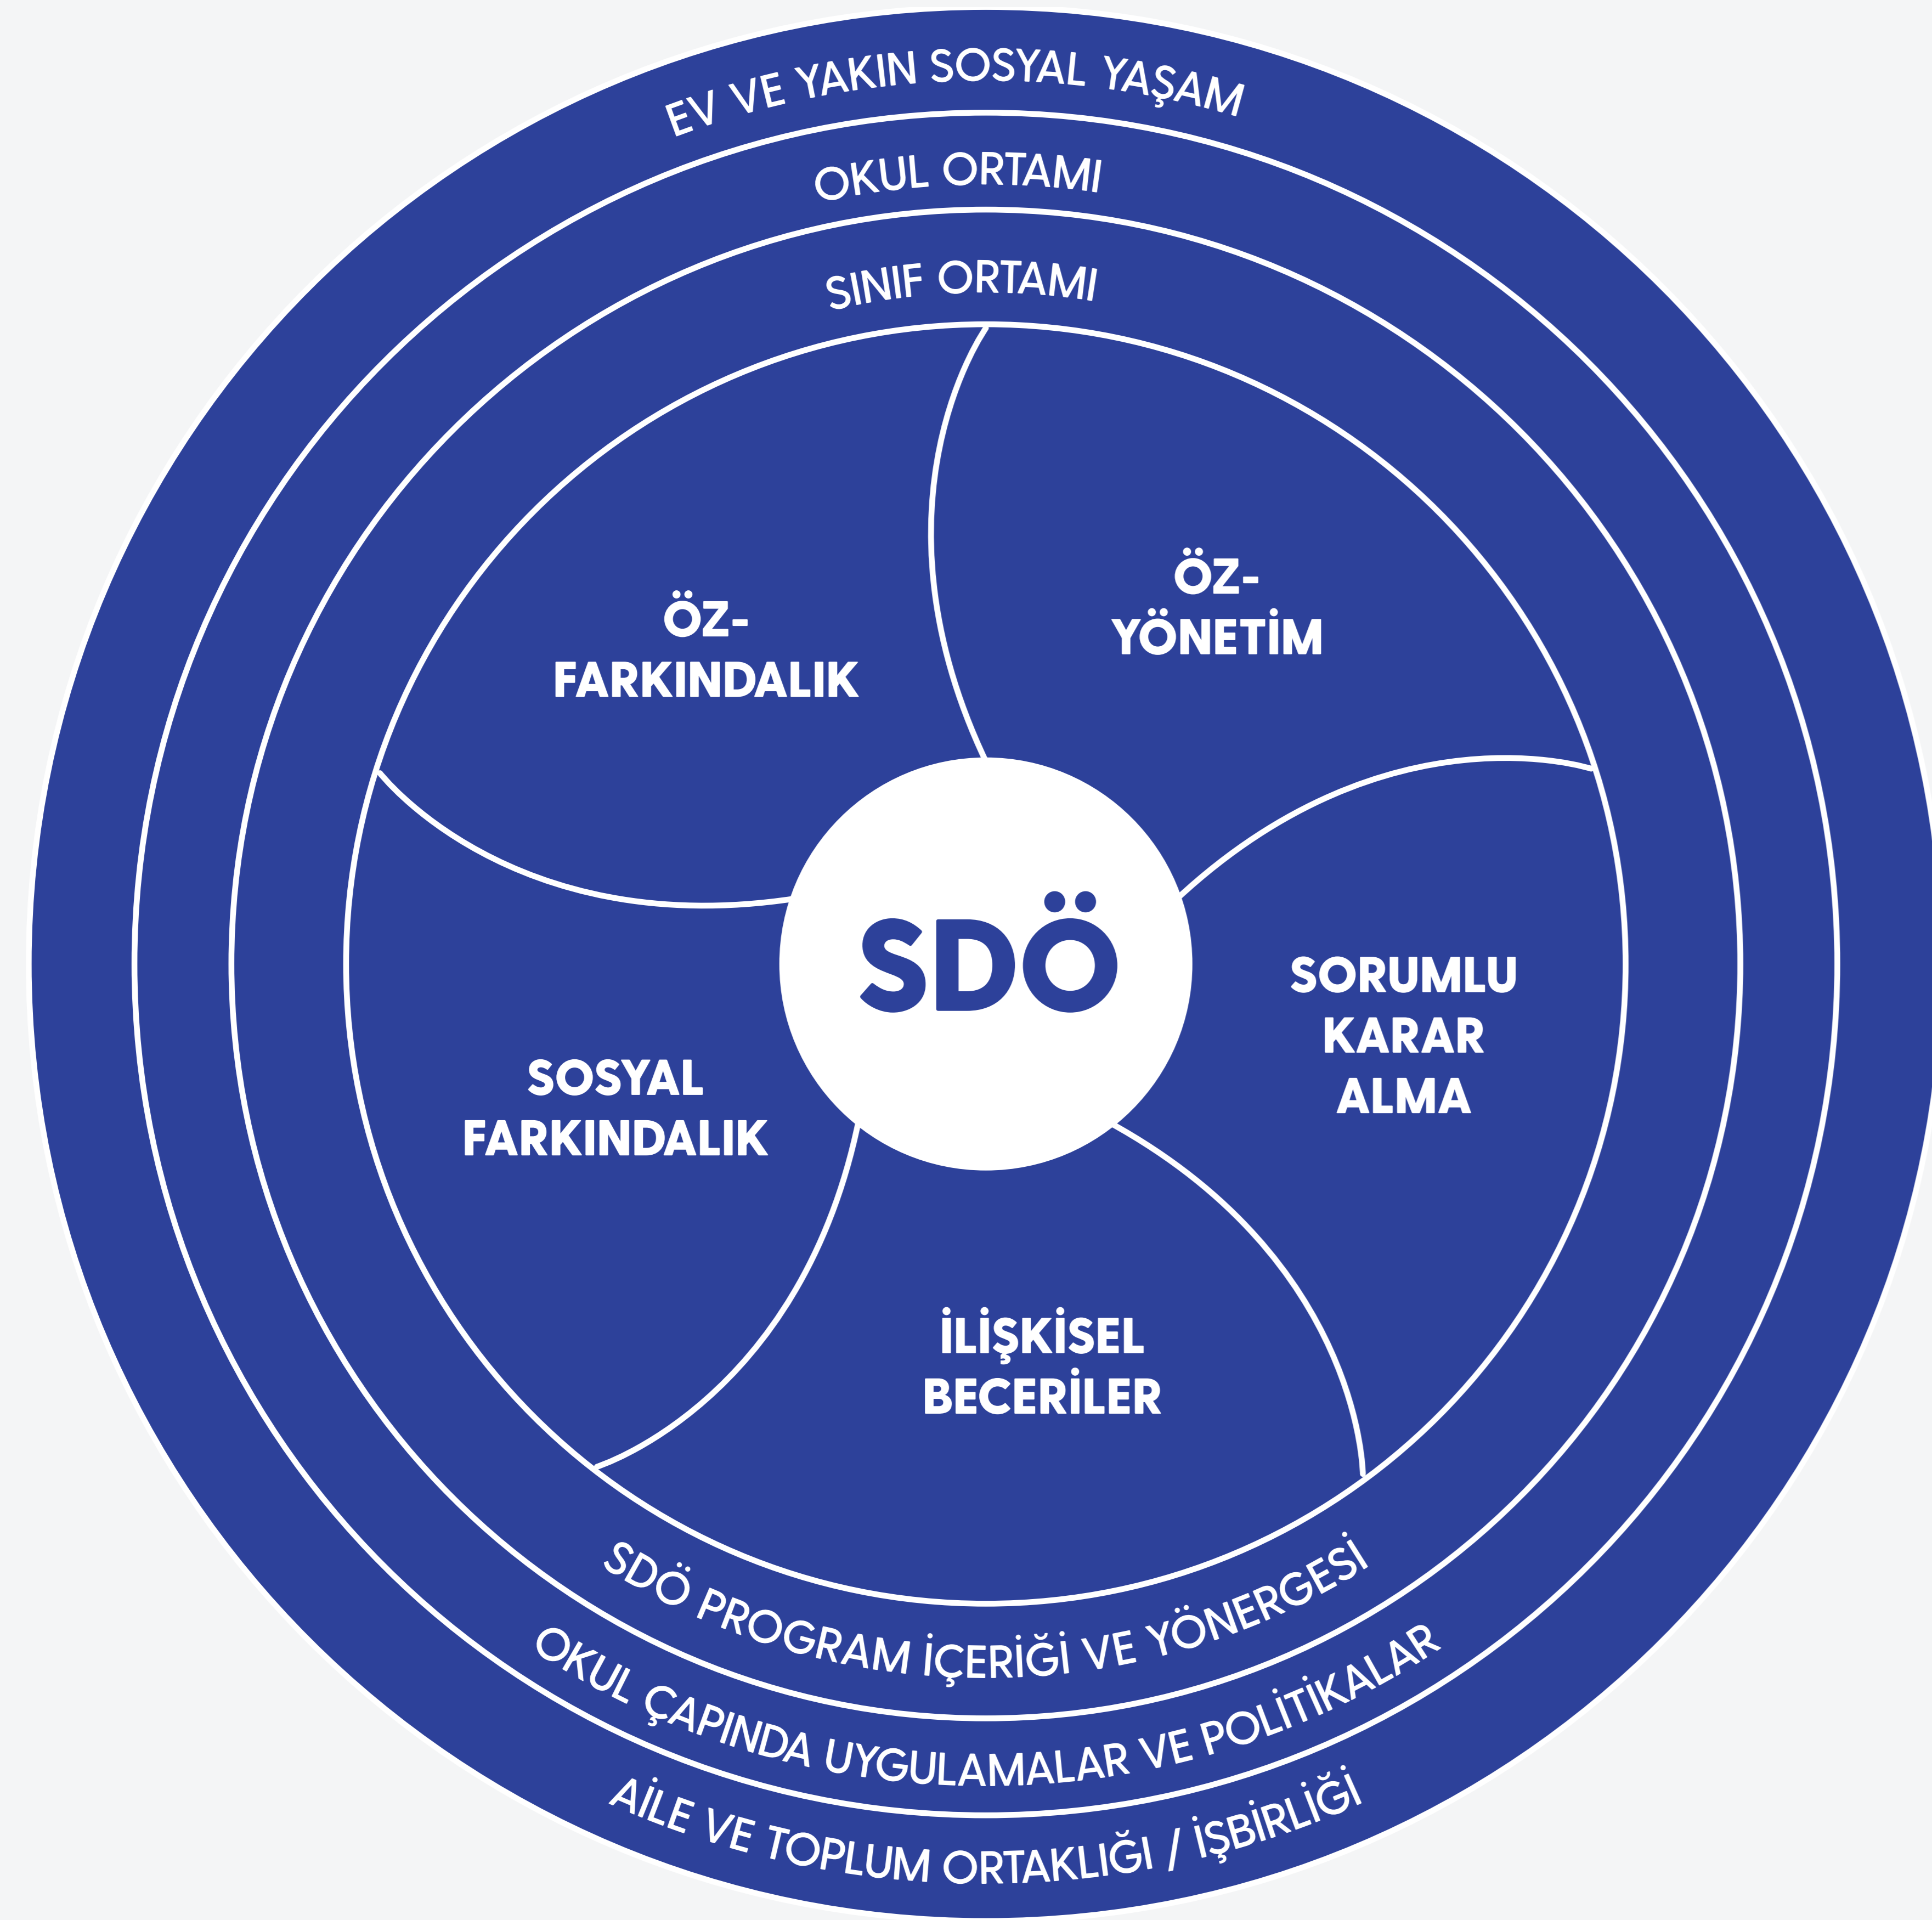 EV VE YAKIN SOSYAL YAŞAM
OKUL ORTAMI
SINIF ORTAMI
ÖZ-
FARKINDALIK
ÖZ-
YÖNETİM
SDÖ
SORUMLU
KARAR
ALMA
SOSYAL
FARKINDALIK
İLİŞKİSEL
BECERİLER
SDÖ PROGRAM İÇERİĞİ VE YÖNERGESİ
OKUL ÇAPINDA UYGULAMALAR VE POLİTİKALAR
AİLE VE TOPLUM ORTAKLIĞI / İŞBİRLİĞİ